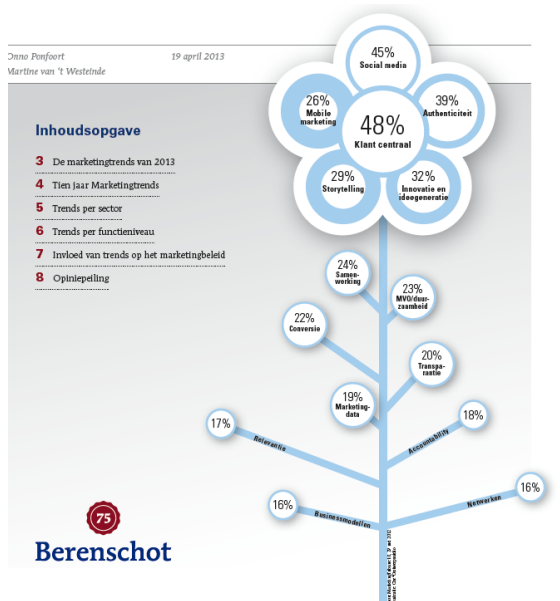 Onno Ponfoort
19 april 2013
Martine van 't Westeinde
Inhoudsopgave
3 De marketingtrends van 2013
4 Tien jaar Marketingtrends
5 Trends per sector
6 Trends per functieniveau
7 Invloed van trends op het marketingbeleid
8 Opiniepeiling
45%
Social media
26%
Mobile
marketing
39%
Authenticiteit
48%
Klant centraal
29%
Storytelling
32%
Innovatie en
ideegeneratie
24%
Samen-
werking
23%
MVO/duur-
zaamheid
22%
Conversie
20%
Transpa-
rantie
19%
Marketing-
data
17%
Relevantie
18%
Accountability
16%
Businessmodellen
16%
Netwerken
75
Berenschot